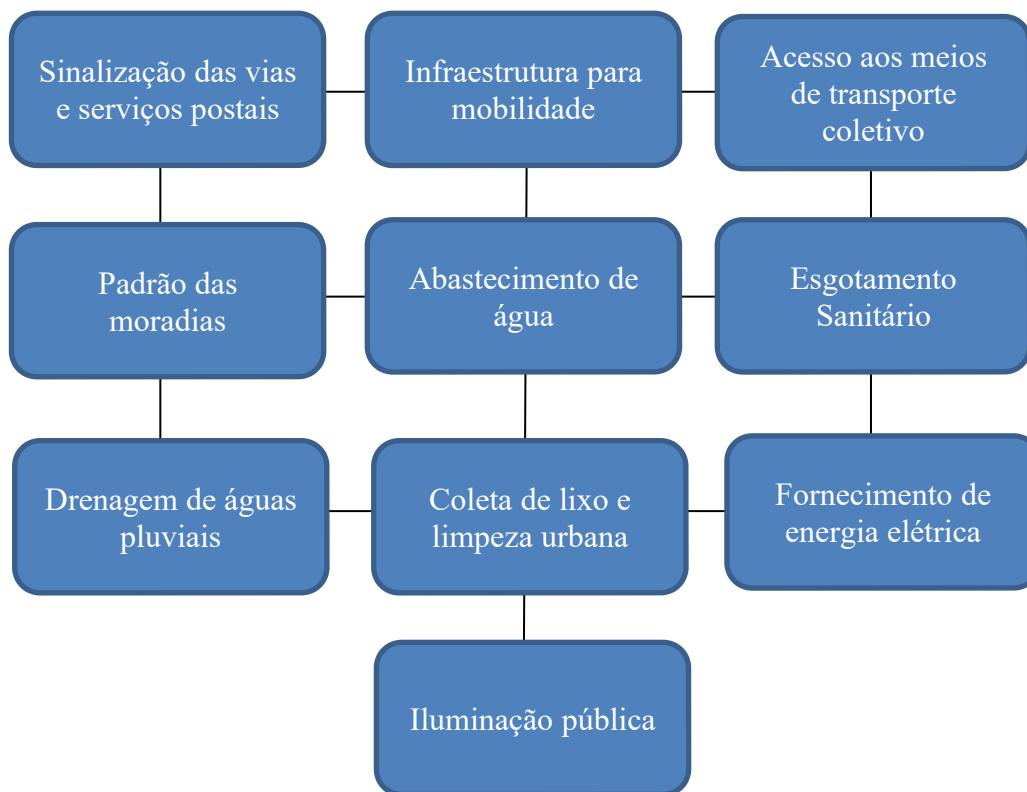 Sinalização das vias
e serviços postais
Infraestrutura para
mobilidade
Acesso aos meios
de transporte
coletivo
Padrão das
moradias
Abastecimento de
água
Esgotamento
Sanitário
Drenagem de águas
pluviais
Coleta de lixo e
limpeza urbana
Fornecimento de
energia elétrica
Iluminação pública